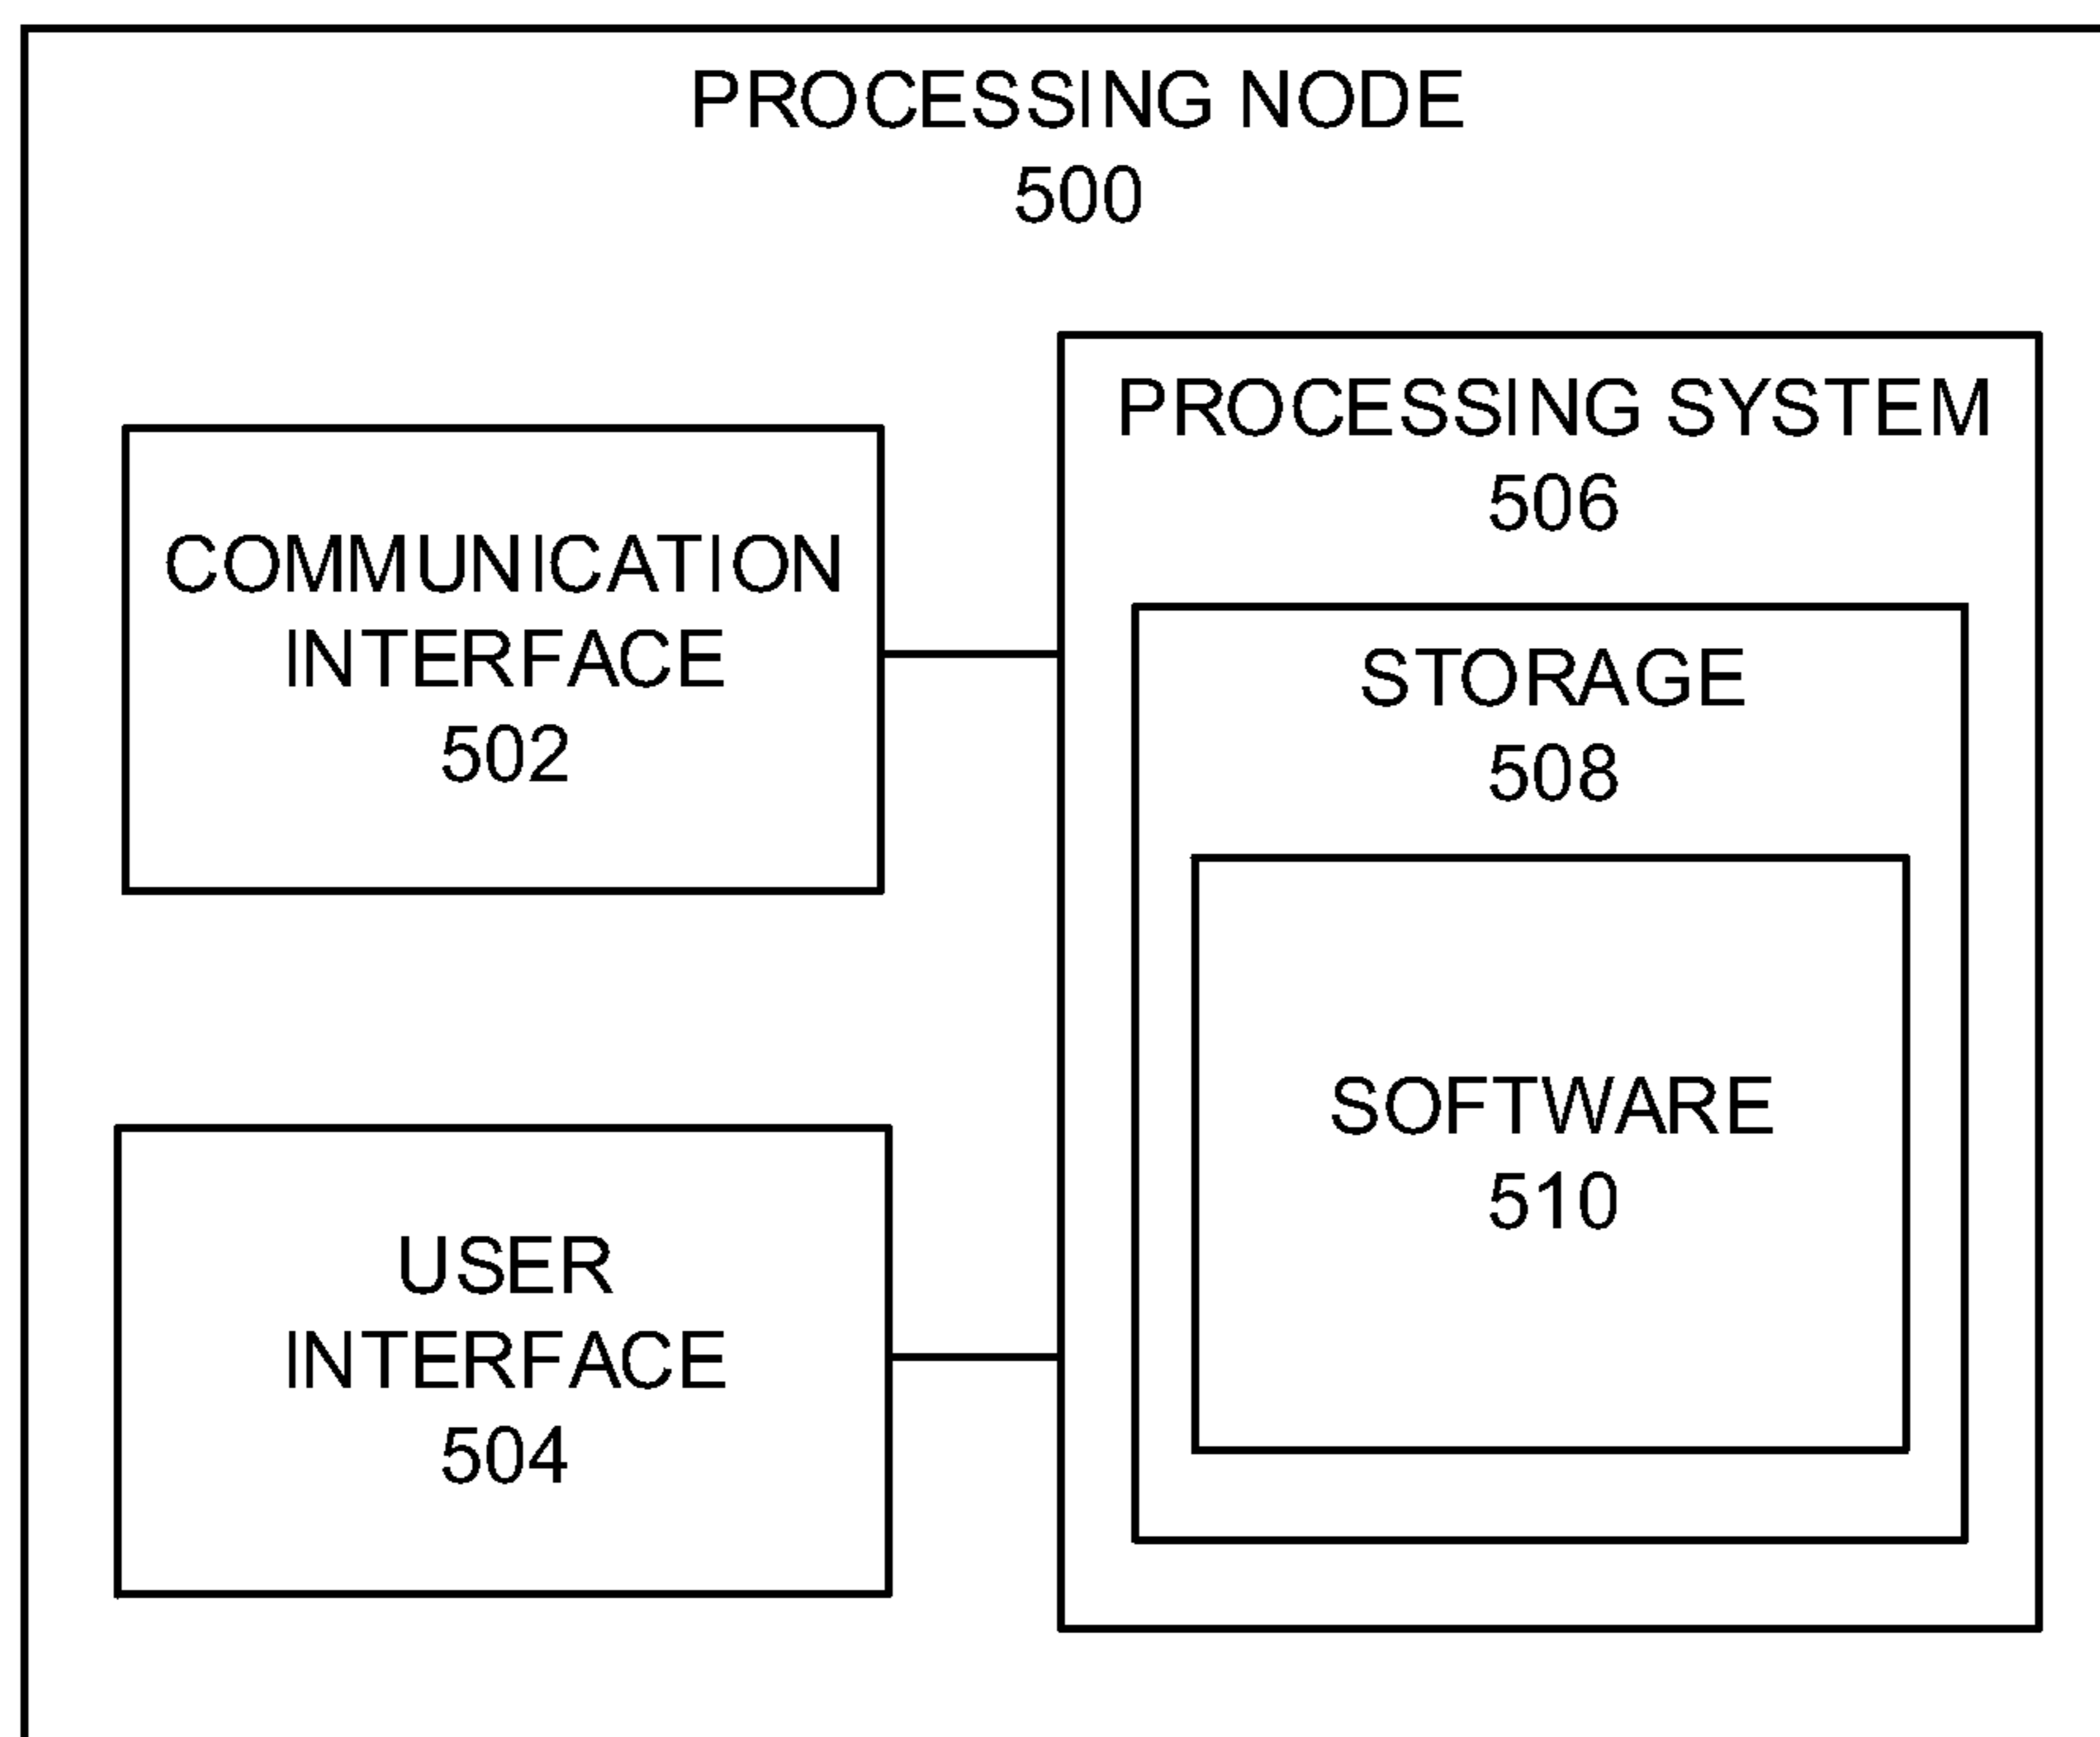 PROCESSING NODE
500
COMMUNICATION
INTERFACE
502
USER
INTERFACE
504
PROCESSING SYSTEM
506
STORAGE
508
SOFTWARE
510